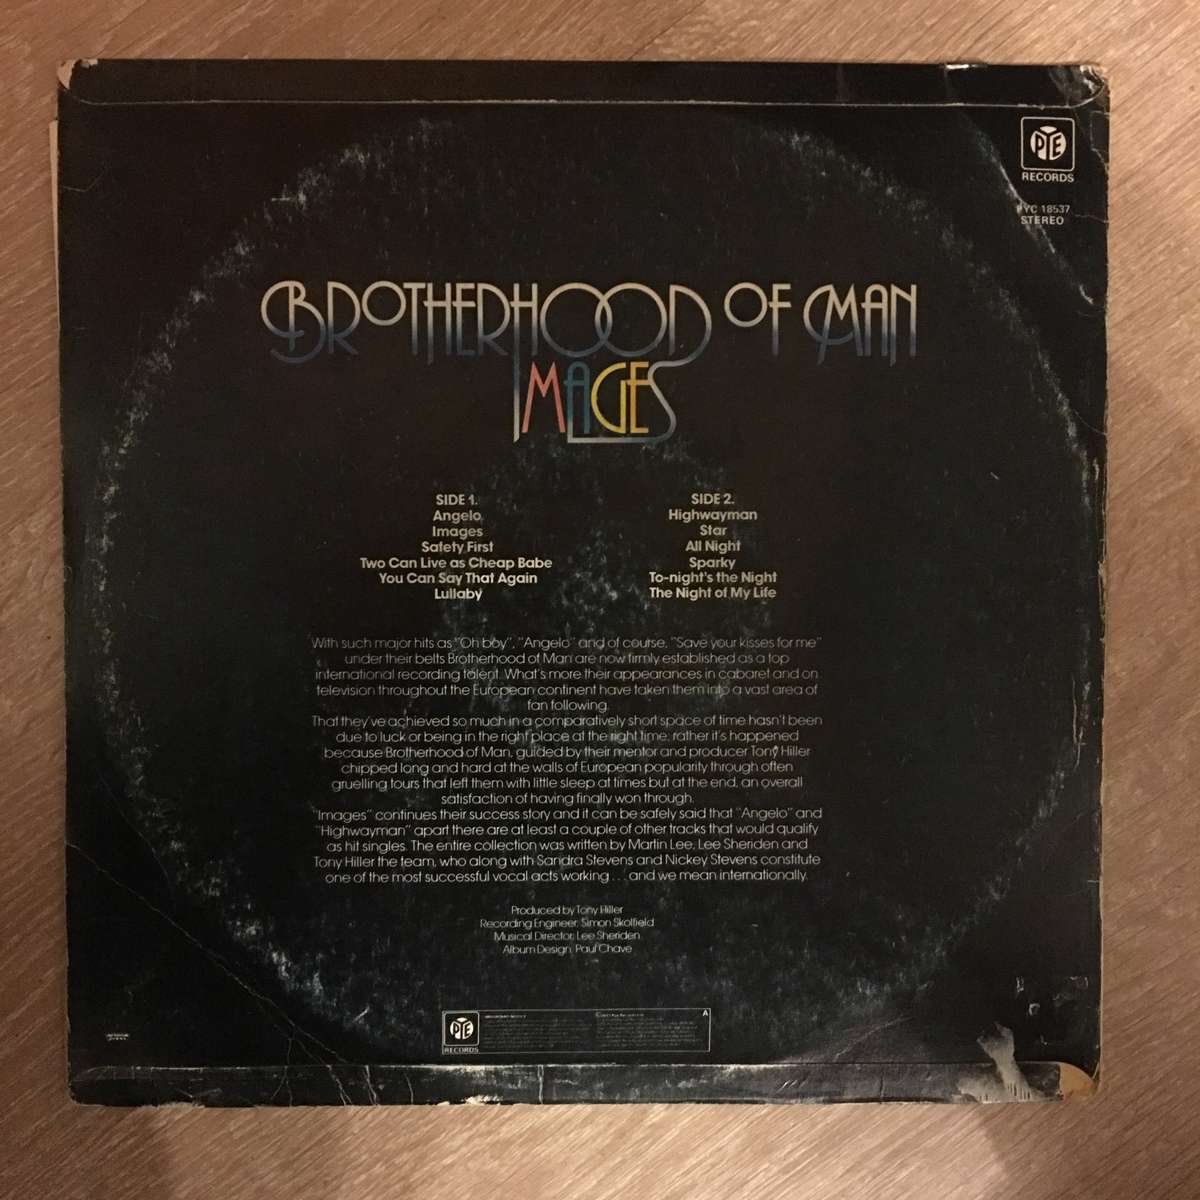 PYE
RECORDS
PYC 18537
STEREO
BROTHERHOOD OF MAN
IMAGES
SIDE 1.
Angelo
Images
Safety First
Two Can Live as Cheap Babe
You Can Say That Again
Lullaby
SIDE 2.
Highwayman
Star
All Night
Sparky
To-night's the Night
The Night of My Life
With such major hits as "Oh boy", "Angelo" and of course, "Save your kisses for me"
under their belts Brotherhood of Man are now firmly established as a top
international recording talent. What's more their appearances in cabaret and on
television throughout the European continent have taken them into a vast area of
fan following.
That they've achieved so much in a comparatively short space of time hasn't been
due to luck or being in the right place at the right time, rather it's happened
because Brotherhood of Man, guided by their mentor and producer Tony Hiller
chipped long and hard at the walls of European popularity through often
gruelling tours that left them with little sleep at times but at the end, an overall
satisfaction of having finally won through.
"Images" continues their success story and it can be safely said that "Angelo" and
"Highwayman" apart there are at least a couple of other tracks that would qualify
as hit singles. The entire collection was written by Martin Lee, Lee Sheriden and
Tony Hiller the team, who along with Sandra Stevens and Nickey Stevens constitute
one of the most successful vocal acts working . . . and we mean internationally.
Produced by Tony Hiller
Recording Engineer: Simon Skolfield
Musical Director: Lee Sheriden
Album Design: Paul Chave
PYE
RECORDS
A